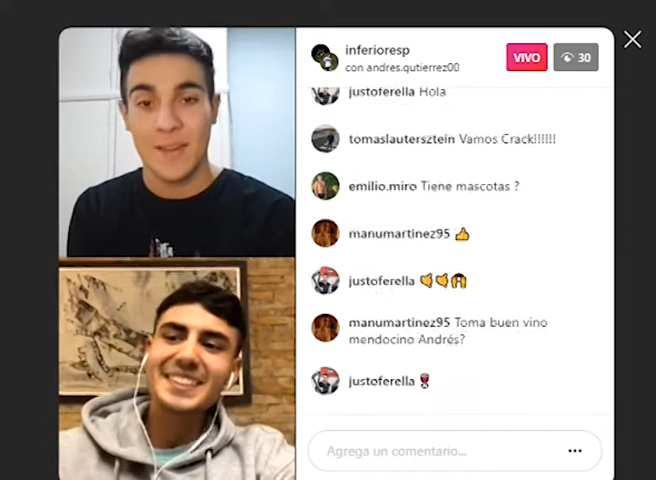 inferioresp
con andres.gutierrez00
VIVO
30
justoferella Hola
tomaslautersztein Vamos Crack!!!!!!
emilio.miro Tiene mascotas ?
manumartinez95 👍
justoferella
manumartinez95 Toma buen vino
mendocino Andrés?
justoferella 🍷
Agrega un comentario...